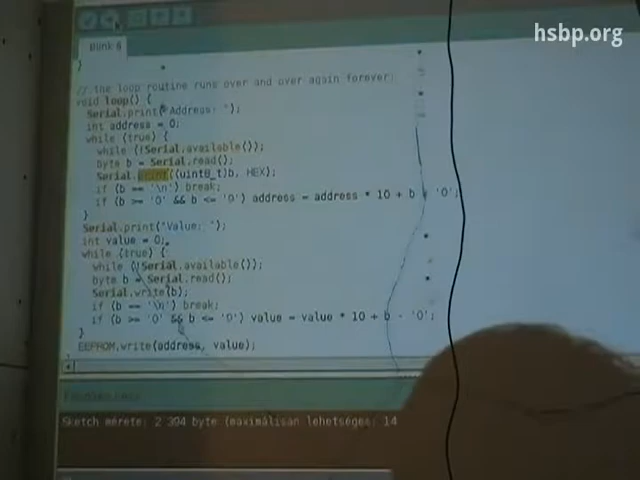 hsbp.org
Blink §
}
// the loop routine runs over and over again forever:
void loop() {
Serial.print("Address: ");
int address = 0;
while (true) {
while (!Serial.available());
byte b = Serial.read();
Serial.print((uint8_t)b, HEX);
if (b == '\n') break;
if (b >= '0' && b <= '9') address = address * 10 + b - '0';
}
Serial.print("Value: ");
int value = 0;
while (true) {
while (!Serial.available());
byte b = Serial.read();
Serial.write(b);
if (b == '\n') break;
if (b >= '0' && b <= '9') value = value * 10 + b - '0';
}
EEPROM.write(address, value);
Sketch mérete: 2 394 byte (maximálisan lehetséges: 14